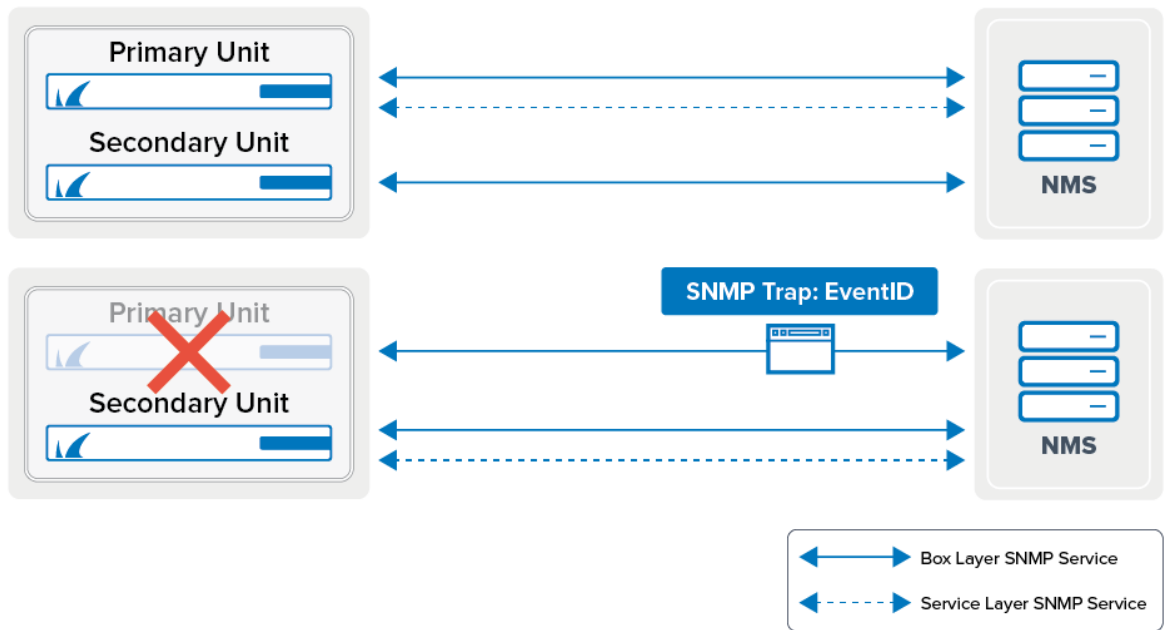 Primary Unit
Secondary Unit
NMS
SNMP Trap: EventID
Primary Unit
Secondary Unit
NMS
Box Layer SNMP Service
Service Layer SNMP Service